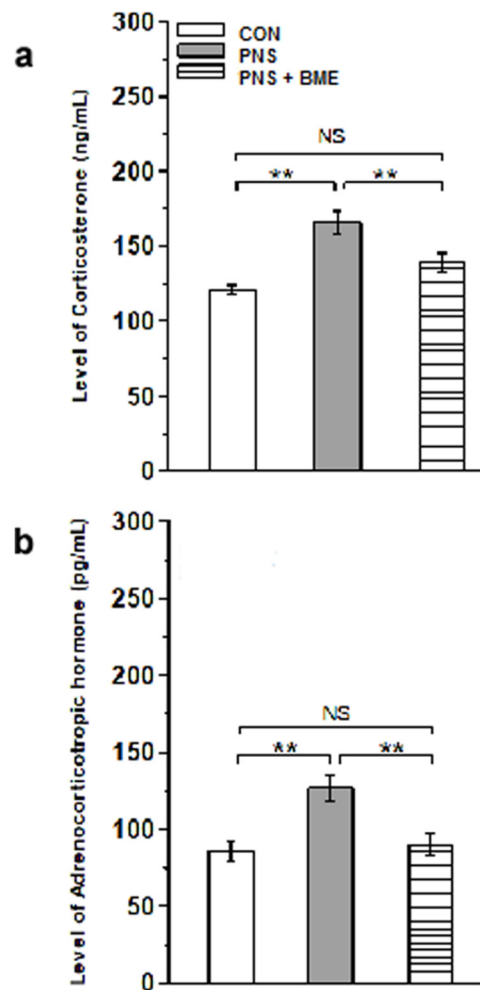 a
CON
PNS
PNS + BME
Level of Corticosterone (ng/mL)
300
250
200
150
100
50
0
NS
** **
b
Level of Adrenocorticotropic hormone (pg/mL)
300
250
200
150
100
50
0
NS
** **